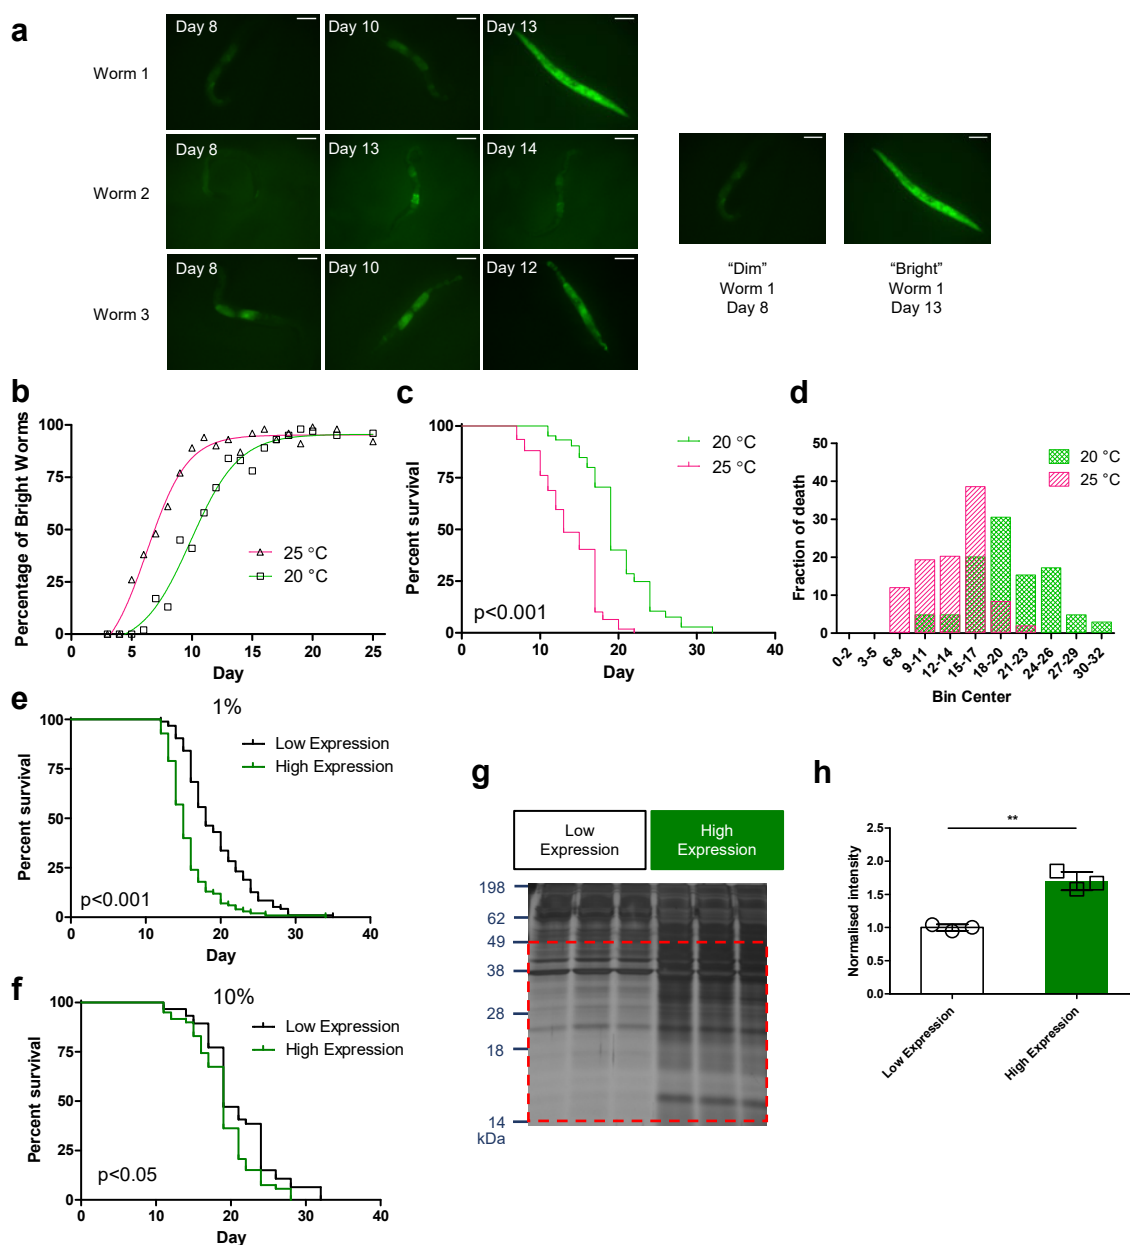 a
Day 8
Day 10
Day 13
Worm 1
Day 8
Day 13
Day 14
Worm 2
Day 8
Day 10
Day 12
Worm 3
“Dim”
Worm 1
Day 8
“Bright”
Worm 1
Day 13
b
Percentage of Bright Worms
100
75
50
25
0
0
5
10
15
20
25
Day
25 °C
20 °C
c
Percent survival
100
75
50
25
0
0
10
20
30
40
Day
20 °C
25 °C
p<0.001
d
Fraction of death
50
40
30
20
10
0
0-2
3-5
6-8
9-11
12-14
15-17
18-20
21-23
24-26
27-29
30-32
Bin Center
20 °C
25 °C
e
1%
Percent survival
100
75
50
25
0
0
10
20
30
40
Day
Low Expression
High Expression
p<0.001
f
10%
Percent survival
100
75
50
25
0
0
10
20
30
40
Day
Low Expression
High Expression
p<0.05
g
Low
Expression
High
Expression
198
62
49
38
28
18
14
kDa
h
Normalised intensity
2.5
2.0
1.5
1.0
0.5
0.0
**
Low Expression
High Expression